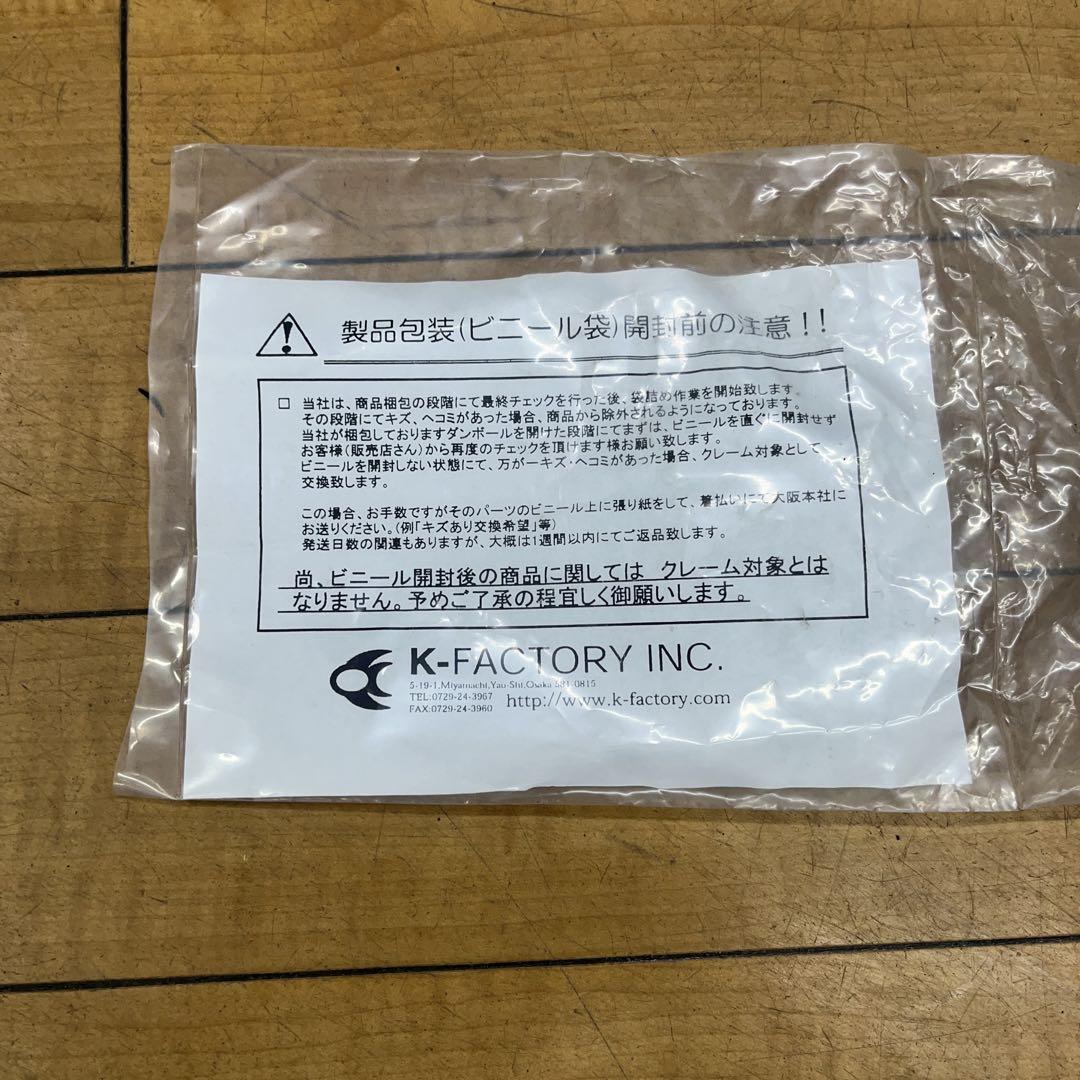 製品包装(ビニール袋)開封前の注意!!
□ 当社は、商品梱包の段階にて最終チェックを行った後、袋詰め作業を開始致します。
その段階にてキズ、ヘコミがあった場合、商品から除外されるようになっております。
当社が梱包しておりますダンボールを開けた段階にてまずは、ビニールを直ぐに開封せず
お客様(販売店さん)から再度のチェックを頂けます様お願い致します。
ビニールを開封しない状態にて、万が一キズ・ヘコミがあった場合、クレーム対象として
交換致します。
この場合、お手数ですがそのパーツのビニール上に張り紙をして、着払いにて大阪本社に
お送りください。(例「キズあり交換希望」等)
発送日数の関連もありますが、大概は1週間以内にてご返品致します。
尚、ビニール開封後の商品に関しては クレーム対象とは
なりません。予めご了承の程宜しく御願いします。
K-FACTORY INC.
5-19-1,Miyamachi,Yau-Shi,Osaka 581-0815
TEL:0729-24-3967
FAX:0729-24-3960 http://www.k-factory.com